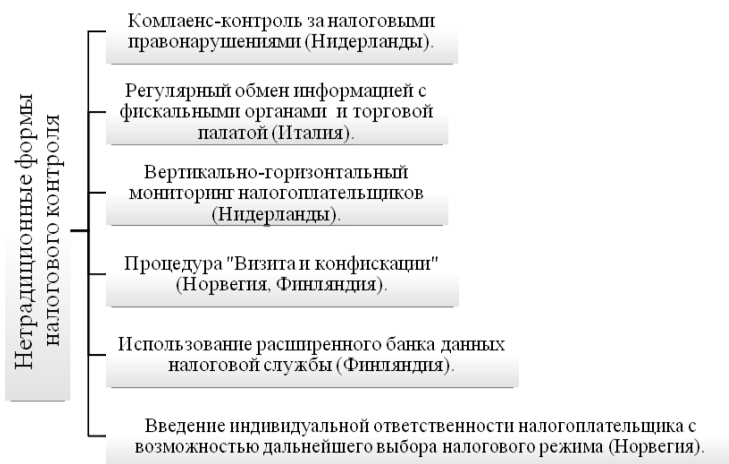 Нетрадиционные формы
налогового контроля
Комлаенс-контроль за налоговыми
правонарушениями (Нидерланды).
Регулярный обмен информацией с
фискальными органами и торговой
палатой (Италия).
Вертикально-горизонтальный
мониторинг налогоплательщиков
(Нидерланды).
Процедура "Визита и конфискации"
(Норвегия, Финляндия).
Использование расширенного банка данных
налоговой службы (Финляндия).
Введение индивидуальной ответственности налогоплательщика с
возможностью дальнейшего выбора налогового режима (Норвегия).